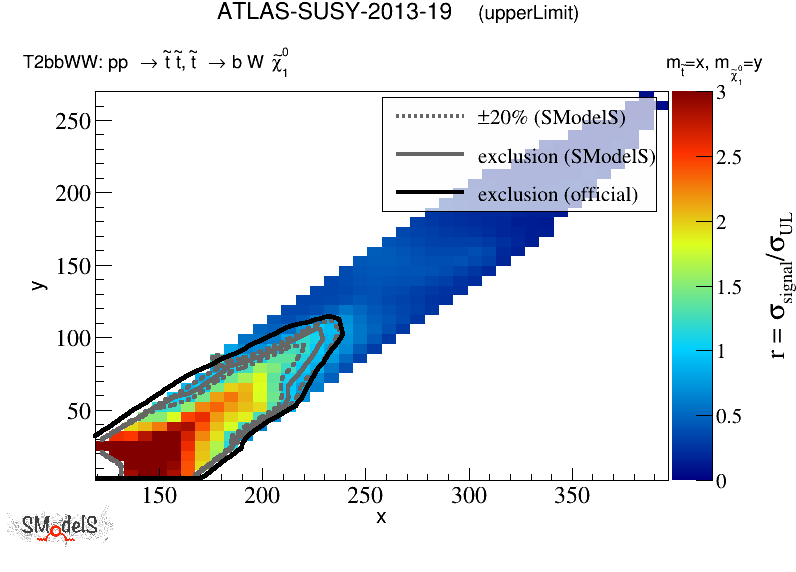 ATLAS-SUSY-2013-19 (upperLimit)
T2bbWW: pp → t̃ t̃, t̃ → b W χ̃₁⁰
m_t̃=x, m_χ̃₁⁰=y
±20% (SModelS)
exclusion (SModelS)
exclusion (official)
y
250
200
150
100
50
150 200 250 300 350
x
3
2.5
2
1.5
1
0.5
0
r = σ_signal/σ_UL
SModelS